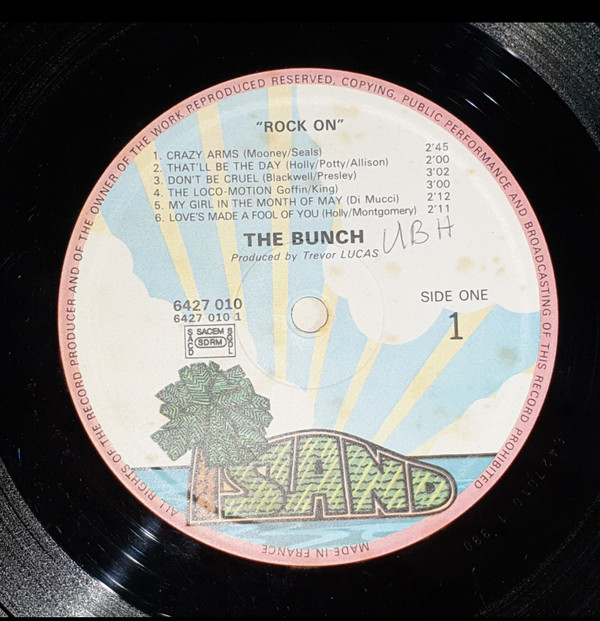 ALL RIGHTS OF THE RECORD PRODUCER AND OF THE OWNER OF THE WORK REPRODUCED RESERVED, COPYING, PUBLIC PERFORMANCE AND BROADCASTING OF THIS RECORD PROHIBITED
"ROCK ON"
1. CRAZY ARMS (Mooney/Seals) 2'45
2. THAT'LL BE THE DAY (Holly/Potty/Allison) 2'00
3. DON'T BE CRUEL (Blackwell/Presley) 3'02
4. THE LOCO-MOTION Goffin/King) 3'00
5. MY GIRL IN THE MONTH OF MAY (Di Mucci) 2'12
6. LOVE'S MADE A FOOL OF YOU (Holly/Montgomery) 2'11
THE BUNCH
UBH
Produced by Trevor LUCAS
6427 010
6427 010 1
SIDE ONE
1
SACEM
SACD
SDRM
SGDL
ISLAND
MADE IN FRANCE